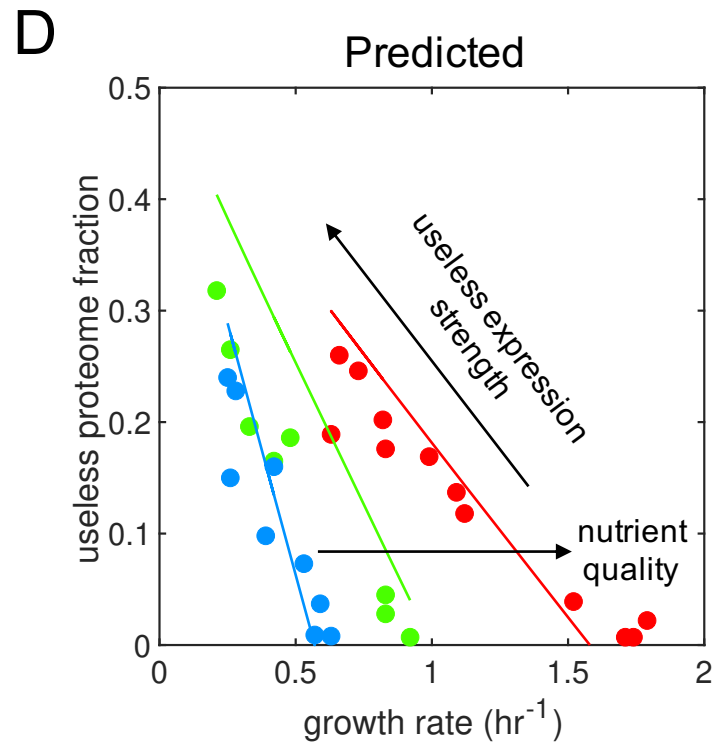 D
Predicted
0.5
0.4
0.3
0.2
0.1
0
useless proteome fraction
useless expression
strength
nutrient
quality
0
0.5
1
1.5
2
growth rate (hr⁻¹)